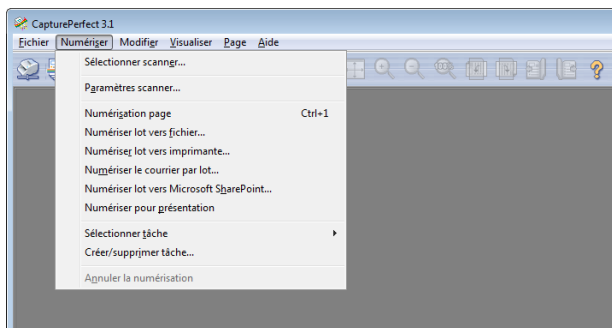 CapturePerfect 3.1
Fichier Numériser Modifier Visualiser Page Aide
Sélectionner scanner...
Paramètres scanner...
Numérisation page Ctrl+1
Numériser lot vers fichier...
Numériser lot vers imprimante...
Numériser le courrier par lot...
Numériser lot vers Microsoft SharePoint...
Numériser pour présentation
Sélectionner tâche
Créer/supprimer tâche...
Annuler la numérisation